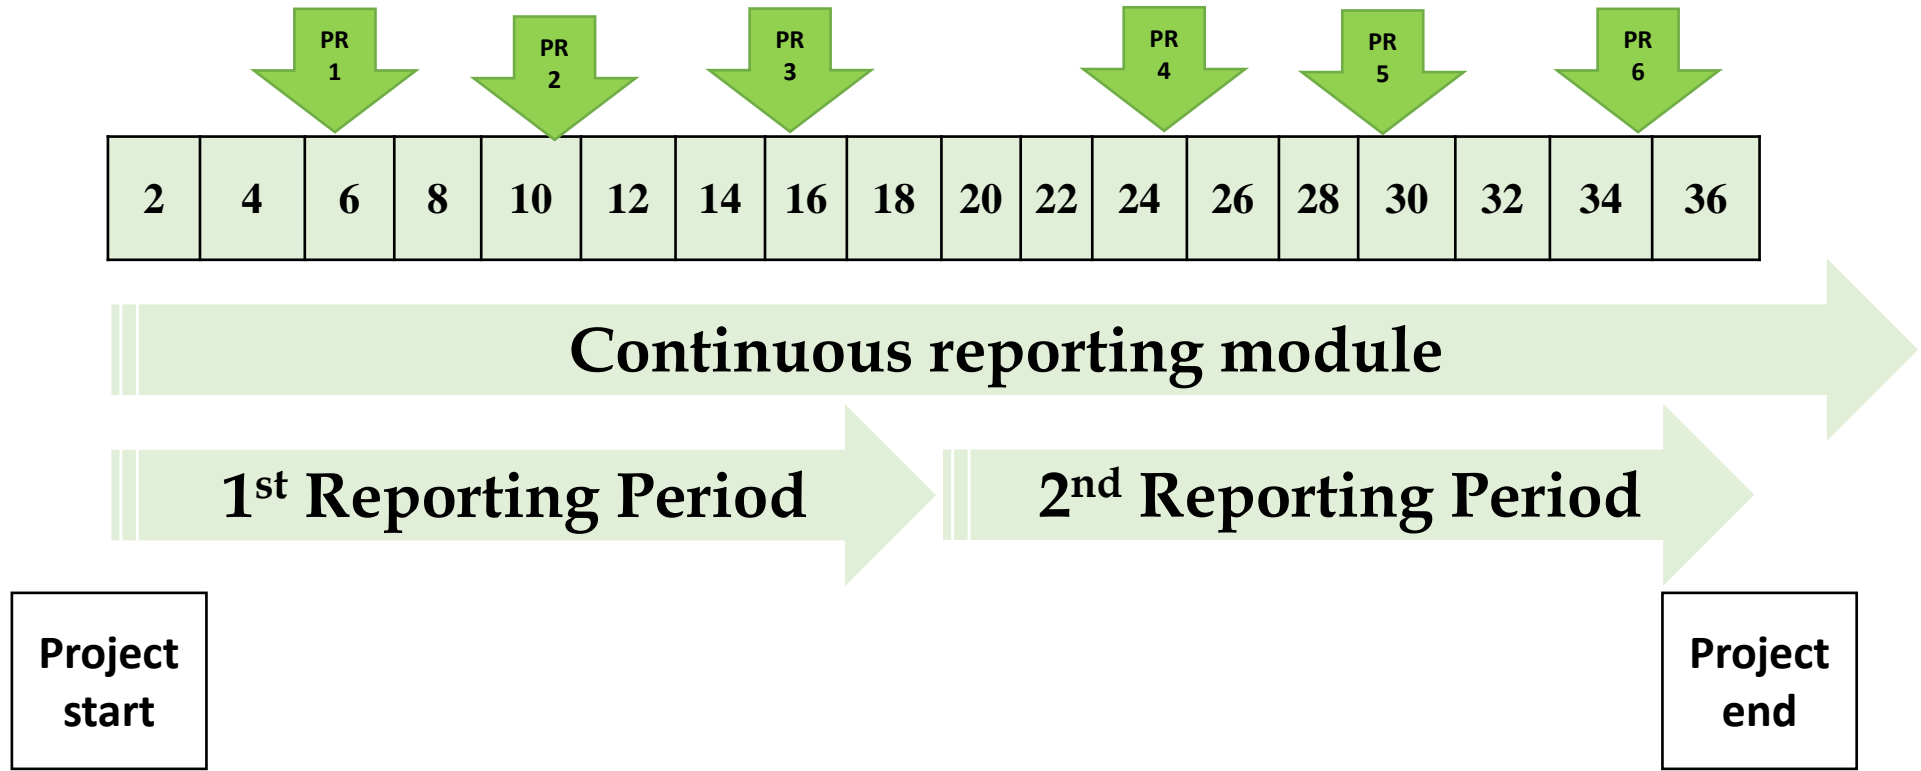 PR
1
PR
2
PR
3
PR
4
PR
5
PR
6
2 4 6 8 10 12 14 16 18 20 22 24 26 28 30 32 34 36
Continuous reporting module
1st Reporting Period
2nd Reporting Period
Project
start
Project
end